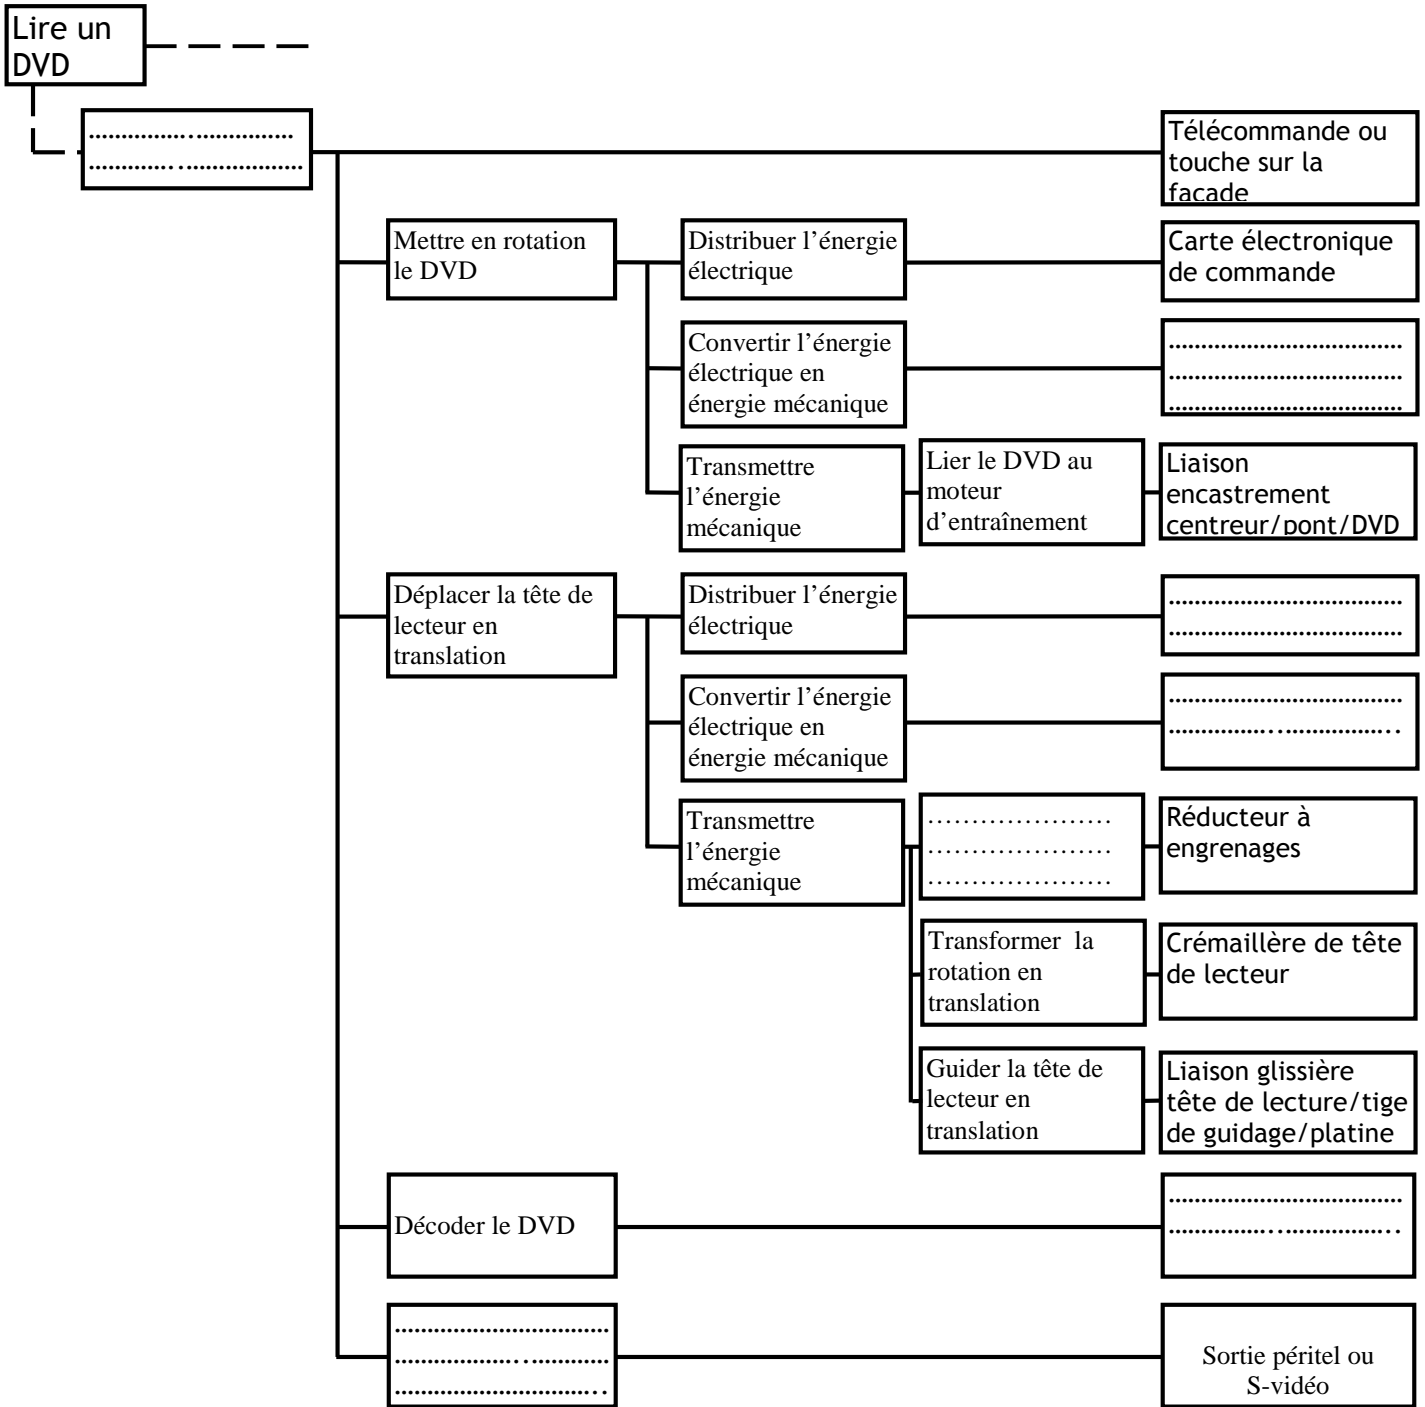 Lire un
DVD
................................
................................
Télécommande ou
touche sur la
façade
Mettre en rotation
le DVD
Distribuer l’énergie
électrique
Carte électronique
de commande
Convertir l’énergie
électrique en
énergie mécanique
....................................
....................................
....................................
Transmettre
l’énergie
mécanique
Lier le DVD au
moteur
d’entraînement
Liaison
encastrement
centreur/pont/DVD
Déplacer la tête de
lecteur en
translation
Distribuer l’énergie
électrique
....................................
....................................
Convertir l’énergie
électrique en
énergie mécanique
....................................
....................................
Transmettre
l’énergie
mécanique
…………………
…………………
…………………
Réducteur à
engrenages
Transformer la
rotation en
translation
Crémaillère de tête
de lecteur
Guider la tête de
lecteur en
translation
Liaison glissière
tête de lecture/tige
de guidage/platine
Décoder le DVD
....................................
....................................
.................................
.................................
.................................
Sortie péritel ou
S-vidéo